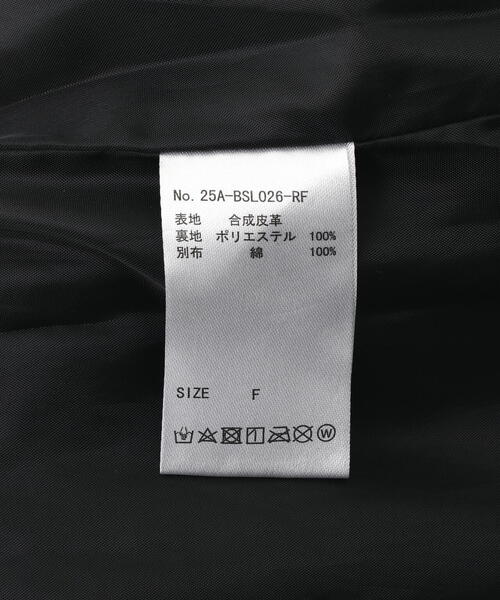 No. 25A-BSL026-RF
表地 合成皮革
裏地 ポリエステル 100%
別布 綿 100%
SIZE F
W